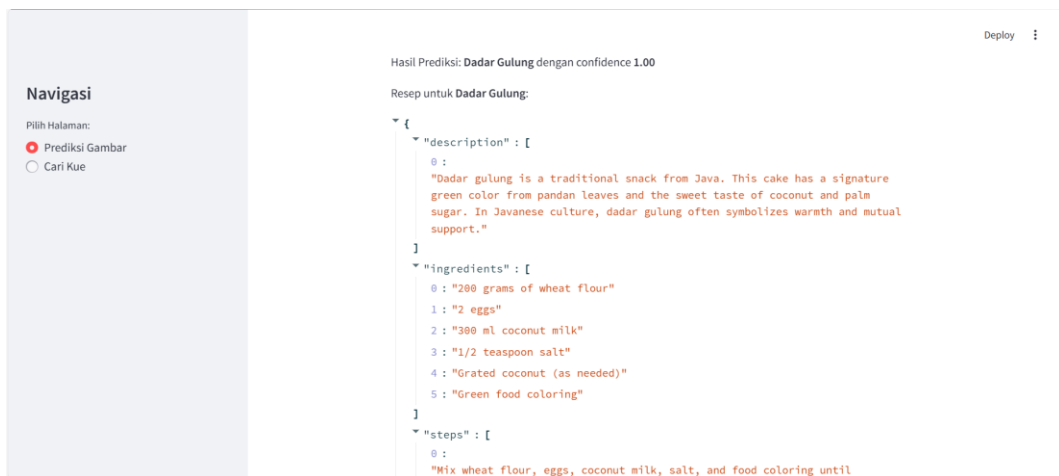 Deploy
Hasil Prediksi: Dadar Gulung dengan confidence 1.00
Navigasi
Resep untuk Dadar Gulung:
Pilih Halaman:
Prediksi Gambar
Cari Kue
{
"description" : [
0 :
"Dadar gulung is a traditional snack from Java. This cake has a signature
green color from pandan leaves and the sweet taste of coconut and palm
sugar. In Javanese culture, dadar gulung often symbolizes warmth and mutual
support."
]
"ingredients" : [
0 : "200 grams of wheat flour"
1 : "2 eggs"
2 : "300 ml coconut milk"
3 : "1/2 teaspoon salt"
4 : "Grated coconut (as needed)"
5 : "Green food coloring"
]
"steps" : [
0 :
"Mix wheat flour, eggs, coconut milk, salt, and food coloring until